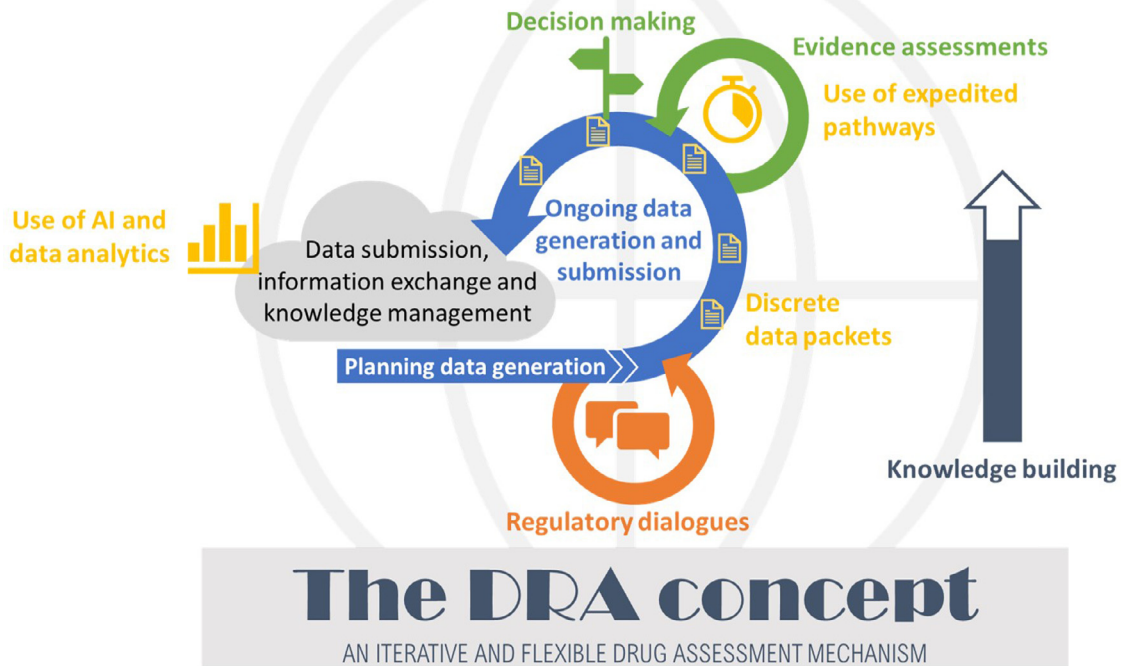 Decision making
Evidence assessments
Use of expedited
pathways
Use of AI and
data analytics
Ongoing data
generation and
submission
Data submission,
information exchange and
knowledge management
Discrete
data packets
Planning data generation
Knowledge building
Regulatory dialogues
The DRA concept
AN ITERATIVE AND FLEXIBLE DRUG ASSESSMENT MECHANISM